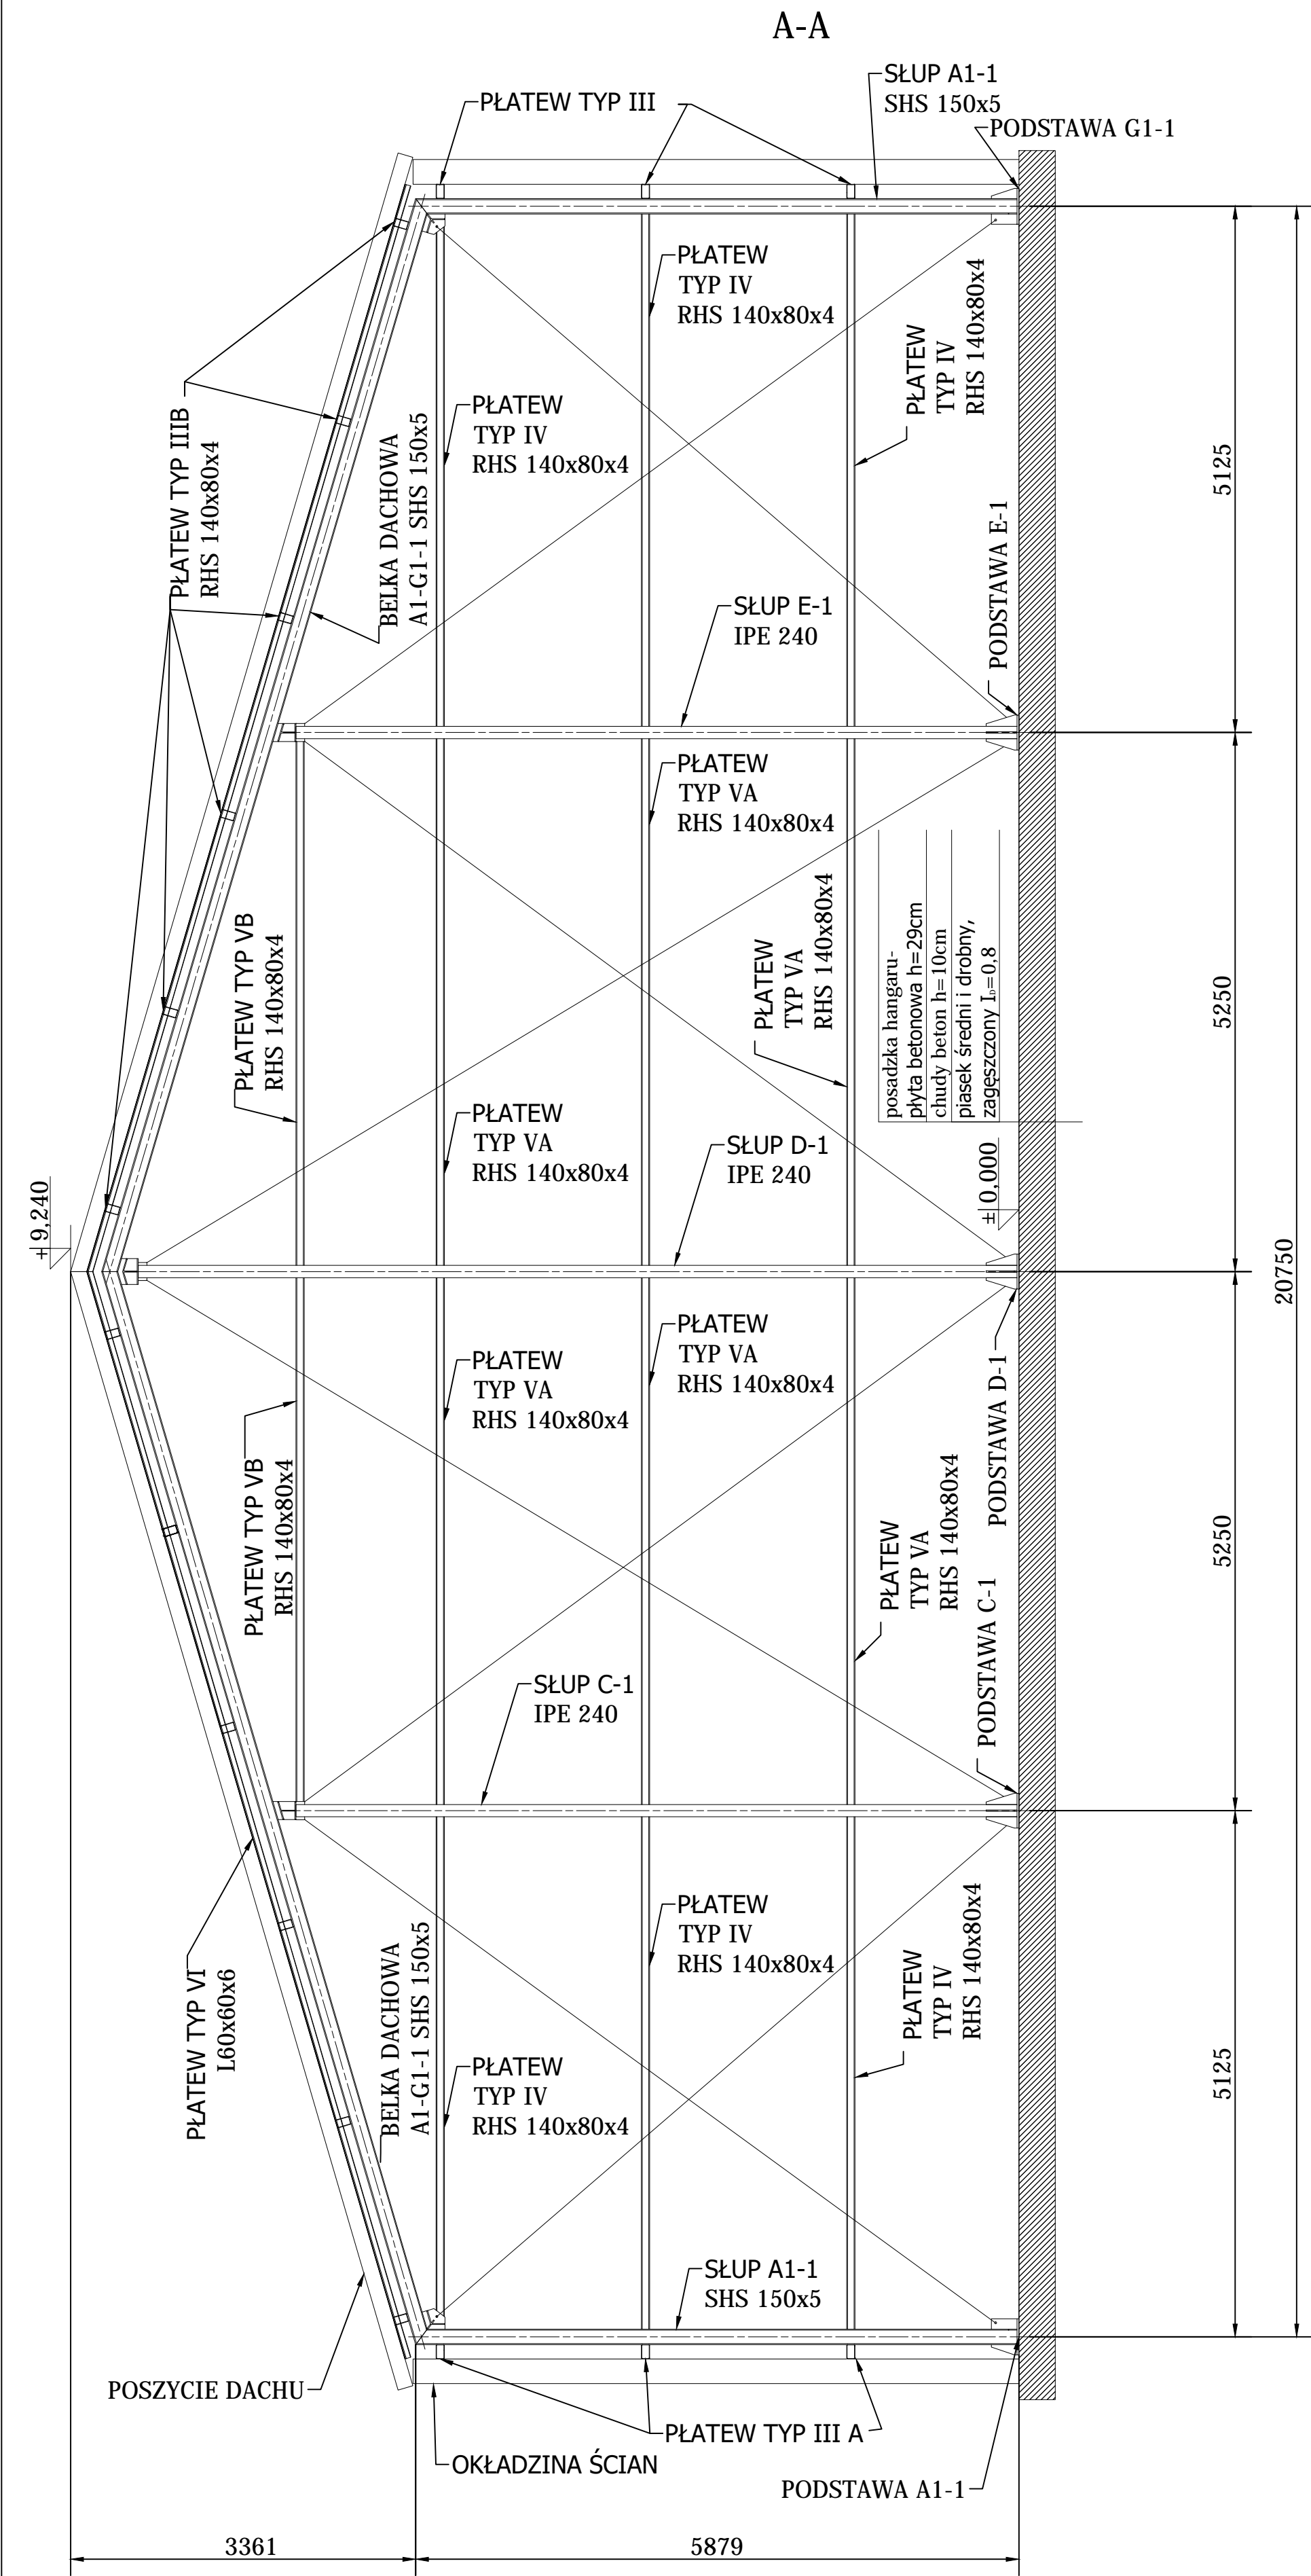 A-A
SŁUP A1-1
SHS 150x5
PŁATEW TYP III
PODSTAWA G1-1
PŁATEW
TYP IV
RHS 140x80x4
PŁATEW
TYP IV
RHS 140x80x4
PŁATEW
TYP IV
RHS 140x80x4
PŁATEW TYP IIIB
RHS 140x80x4
BELKA DACHOWA
A1-G1-1 SHS 150x5
5125
PODSTAWA E-1
SŁUP E-1
IPE 240
PŁATEW
TYP VA
RHS 140x80x4
PŁATEW TYP VB
RHS 140x80x4
PŁATEW
TYP VA
RHS 140x80x4
posadzka hangaru-
płyta betonowa h=29cm
chudy beton h=10cm
piasek średni i drobny,
zagęszczony I_D=0,8
5250
PŁATEW
TYP VA
RHS 140x80x4
SŁUP D-1
IPE 240
± 0,000
+ 9,240
20750
PŁATEW
TYP VA
RHS 140x80x4
PŁATEW
TYP VA
RHS 140x80x4
PODSTAWA D-1
PŁATEW TYP VB
RHS 140x80x4
PŁATEW
TYP VA
RHS 140x80x4
5250
PODSTAWA C-1
SŁUP C-1
IPE 240
PŁATEW
TYP IV
RHS 140x80x4
PŁATEW
TYP IV
RHS 140x80x4
PŁATEW TYP VI
L60x60x6
BELKA DACHOWA
A1-G1-1 SHS 150x5
PŁATEW
TYP IV
RHS 140x80x4
5125
SŁUP A1-1
SHS 150x5
POSZYCIE DACHU
PŁATEW TYP III A
OKŁADZINA ŚCIAN
PODSTAWA A1-1
3361
5879